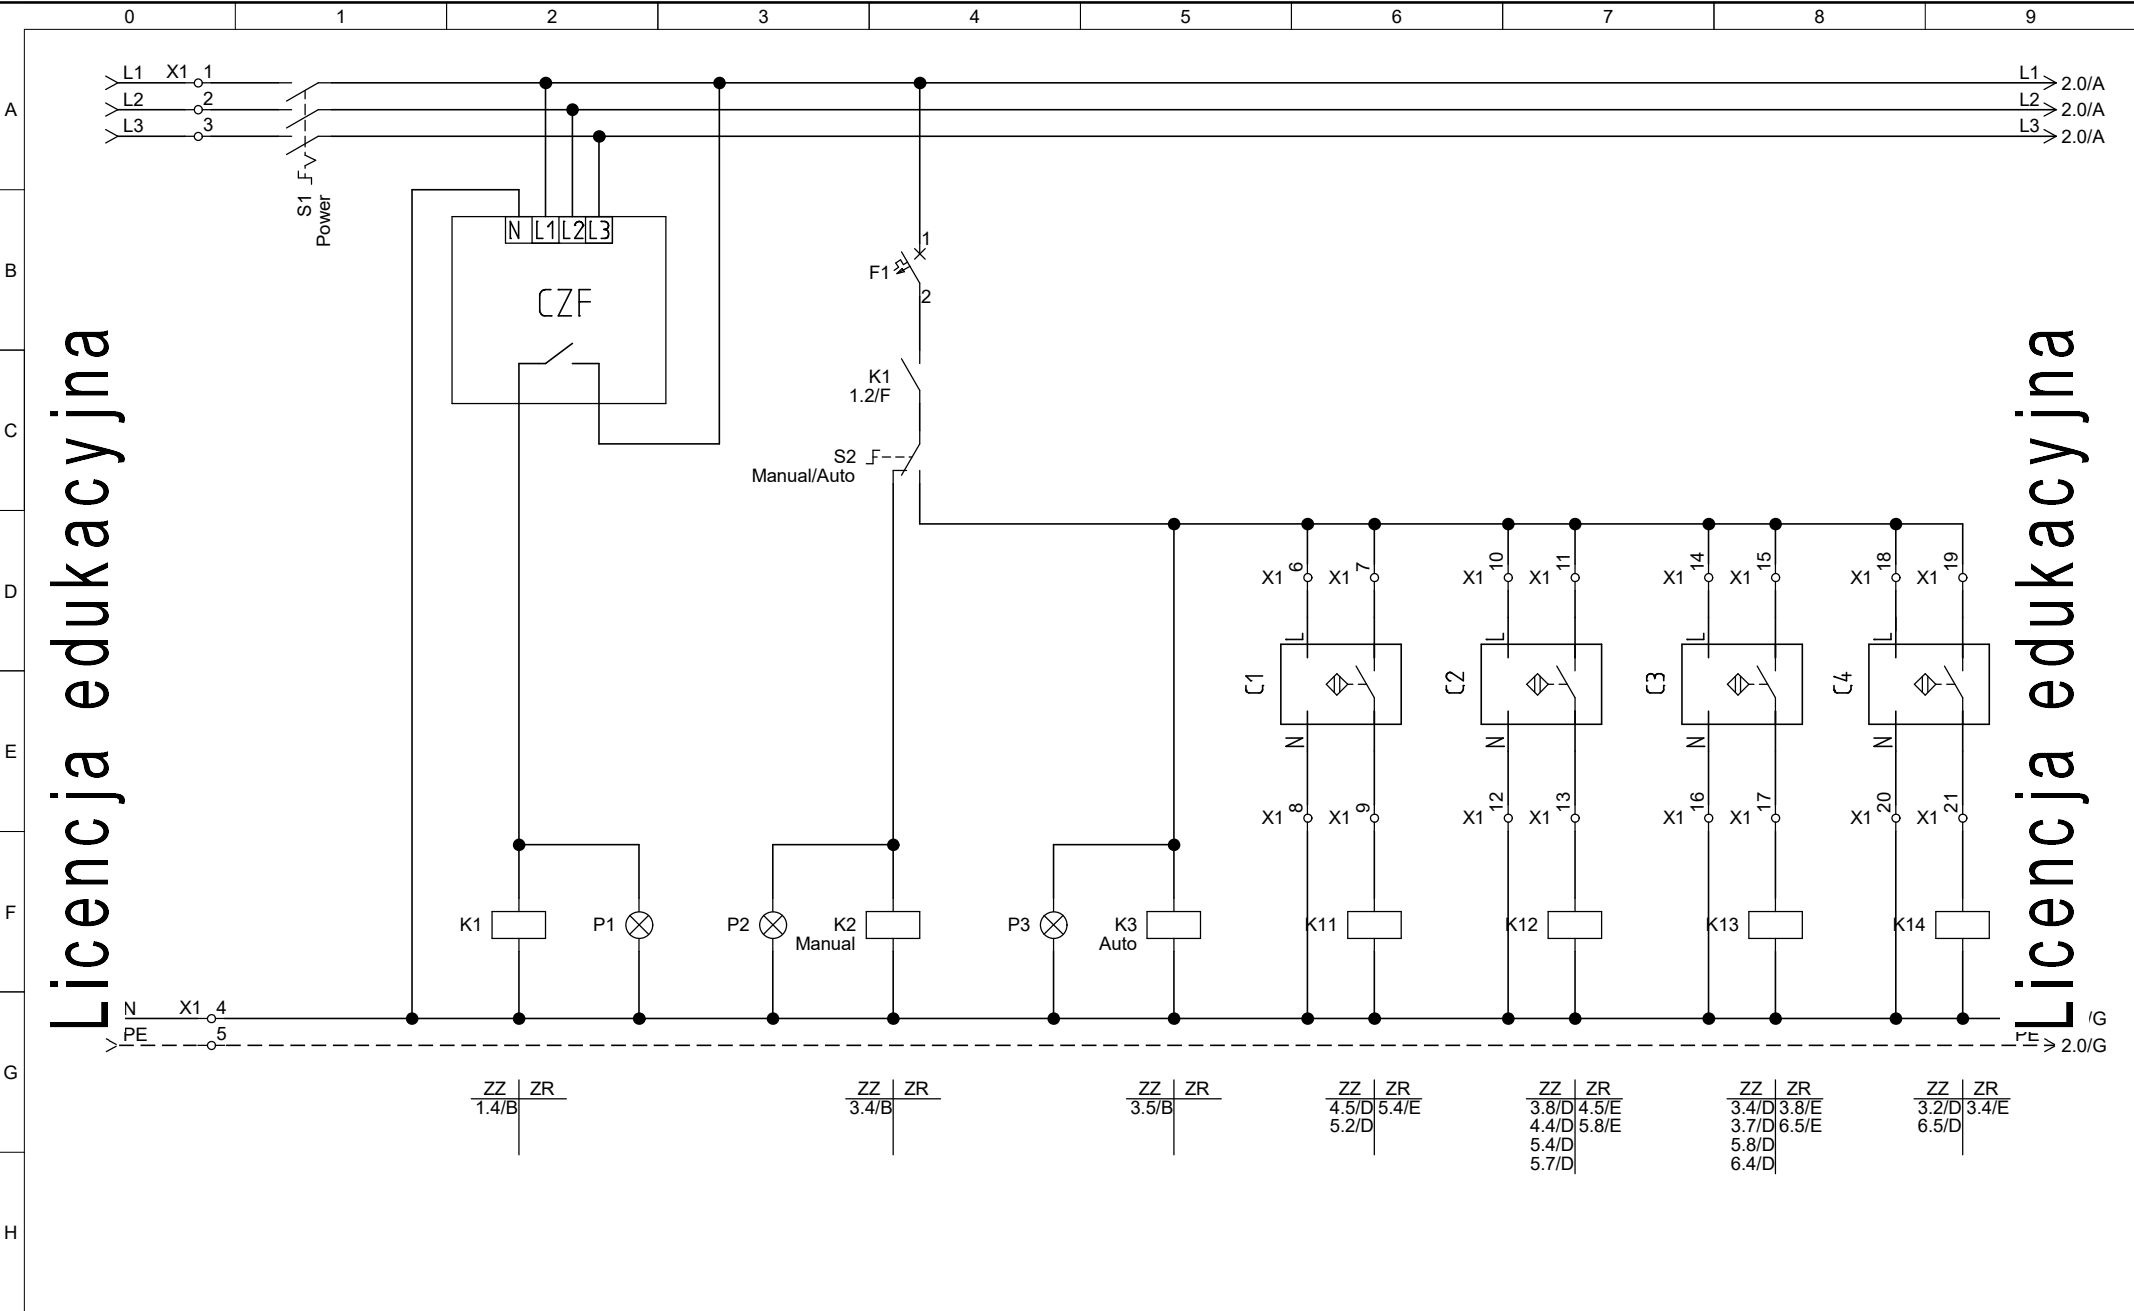 0 1 2 3 4 5 6 7 8 9
A
B
C
D
E
F
G
H
L1 X1 1
L2 2
L3 3
L1 2.0/A
L2 2.0/A
L3 2.0/A
S1
Power
N L1 L2 L3
CZF
1
F1
2
K1
1.2/F
S2
Manual/Auto
X1 6 X1 7 X1 10 X1 11 X1 14 X1 15 X1 18 X1 19
L L L L
C1 C2 C3 C4
N N N N
X1 8 X1 9 X1 12 X1 13 X1 16 X1 17 X1 20 X1 21
K1 P1 P2 K2 P3 K3 K11 K12 K13 K14
Manual Auto
N X1 4
PE 5
/G
PE 2.0/G
ZZ ZR ZZ ZR ZZ ZR ZZ ZR ZZ ZR ZZ ZR ZZ ZR
1.4/B 3.4/B 3.5/B 4.5/D 5.4/E 3.8/D 4.5/E 3.4/D 3.8/E 3.2/D 3.4/E
5.2/D 4.4/D 5.8/E 3.7/D 6.5/E 6.5/D
5.4/D 5.8/D
5.7/D 6.4/D
Licencja edukacyjna
Licencja edukacyjna